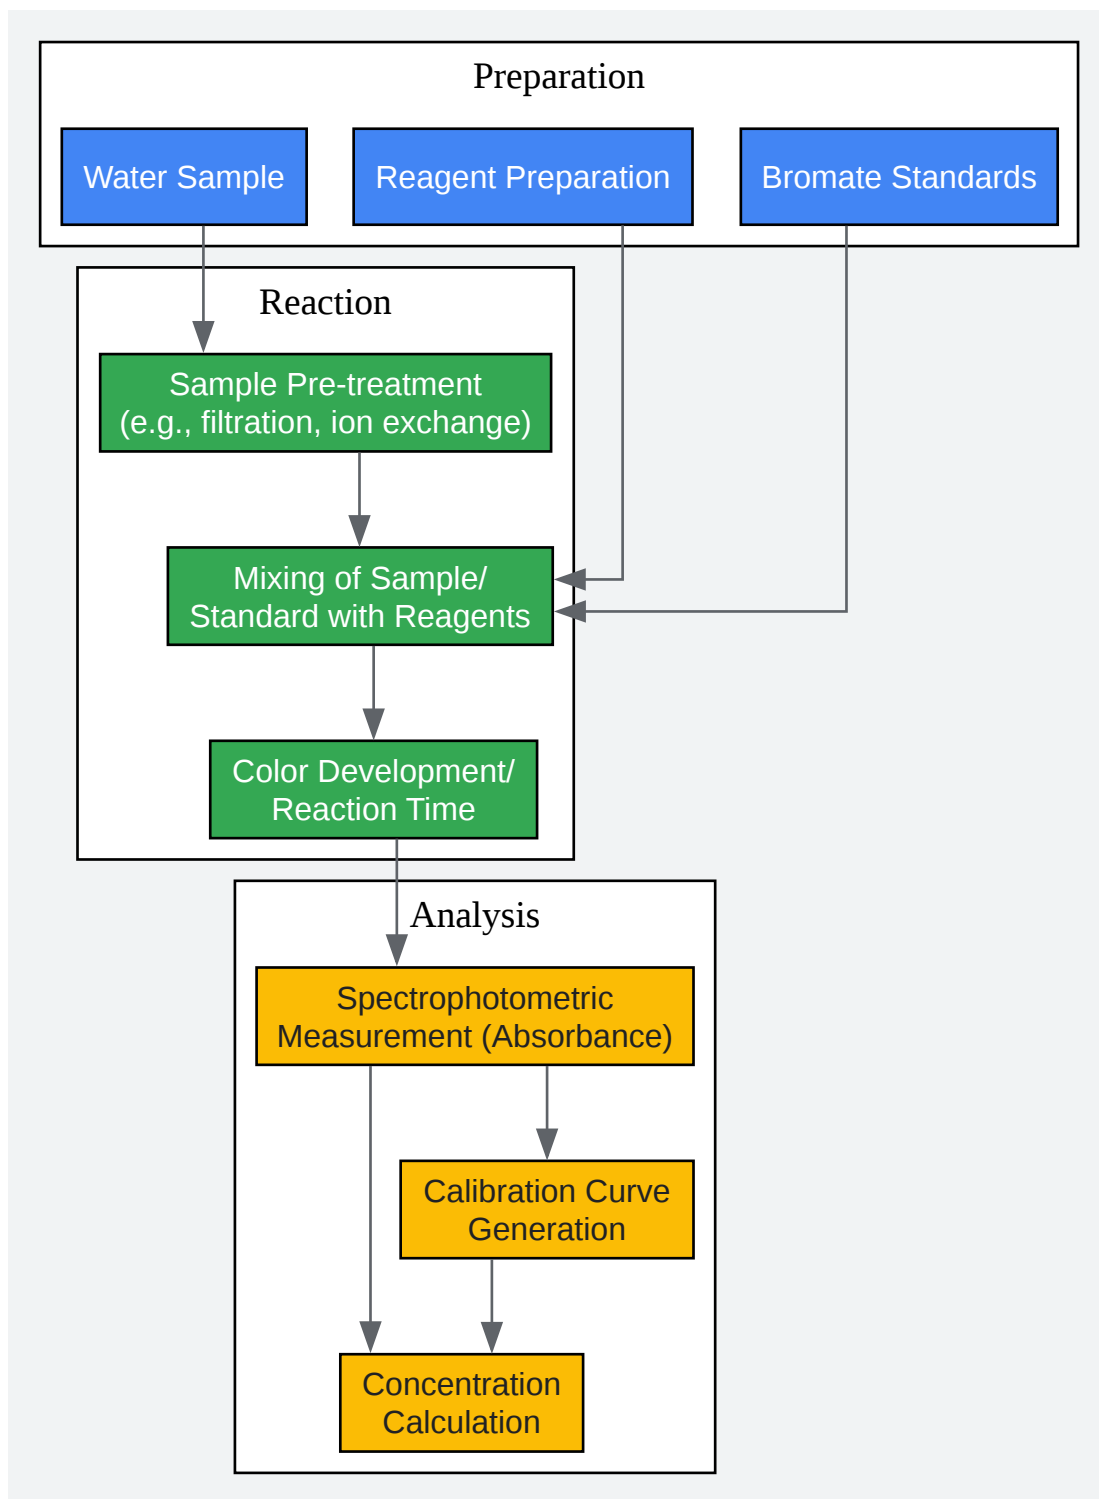 Preparation
Water Sample
Reagent Preparation
Bromate Standards
Reaction
Sample Pre-treatment
(e.g., filtration, ion exchange)
Mixing of Sample/
Standard with Reagents
Color Development/
Reaction Time
Analysis
Spectrophotometric
Measurement (Absorbance)
Calibration Curve
Generation
Concentration
Calculation